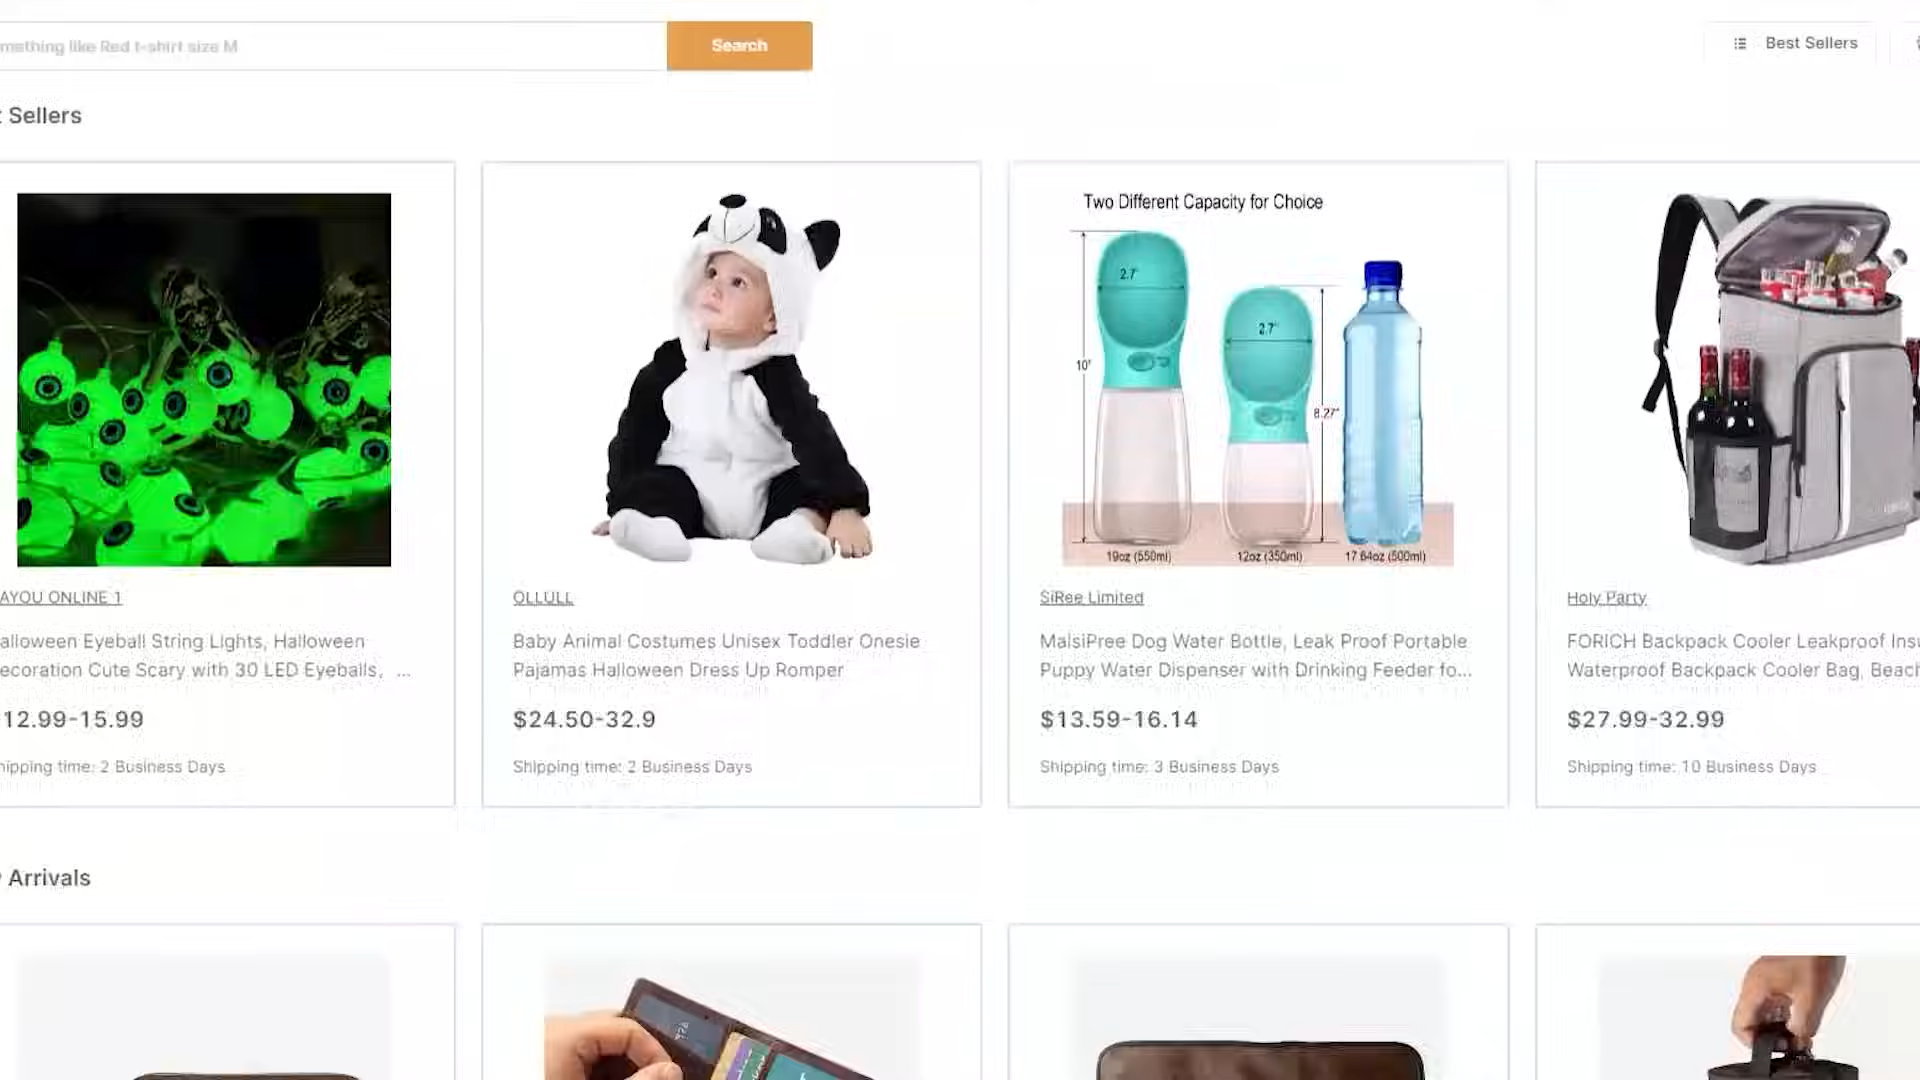 mething like Red t-shirt size M
Search
Best Sellers
t Sellers
Two Different Capacity for Choice
2.7"
10"
2.7"
8.27"
19oz (550ml)
12oz (350ml)
17.64oz (500ml)
AYOU ONLINE 1
alloween Eyeball String Lights, Halloween
ecoration Cute Scary with 30 LED Eyeballs, ...
12.99-15.99
hipping time: 2 Business Days
OLLULL
Baby Animal Costumes Unisex Toddler Onesie
Pajamas Halloween Dress Up Romper
$24.50-32.9
Shipping time: 2 Business Days
SiRee Limited
MalsiPree Dog Water Bottle, Leak Proof Portable
Puppy Water Dispenser with Drinking Feeder fo...
$13.59-16.14
Shipping time: 3 Business Days
Holy Party
FORICH Backpack Cooler Leakproof Insu
Waterproof Backpack Cooler Bag, Beach
$27.99-32.99
Shipping time: 10 Business Days
Arrivals